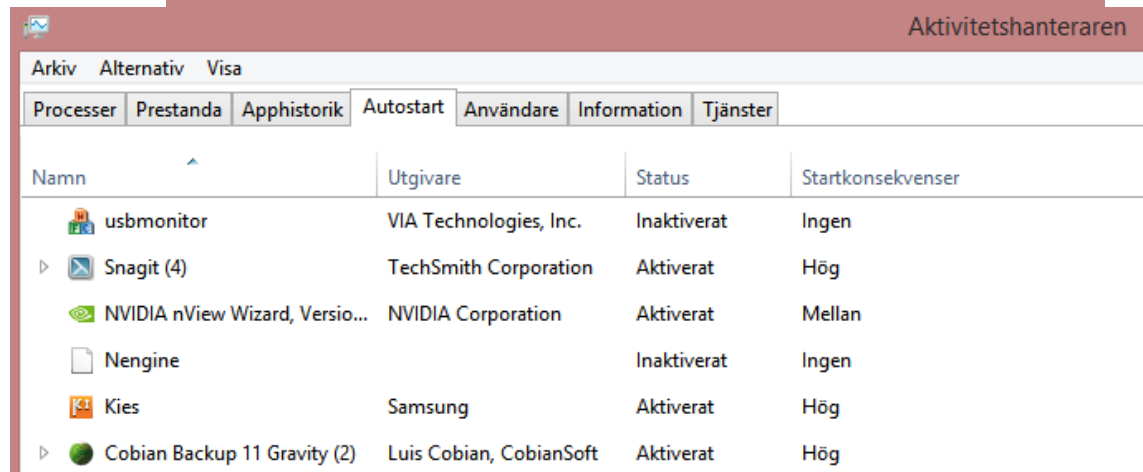 Aktivitetshanteraren
Arkiv Alternativ Visa
Processer Prestanda Apphistorik Autostart Användare Information Tjänster
Namn Utgivare Status Startkonsekvenser
usbmonitor VIA Technologies, Inc. Inaktiverat Ingen
Snagit (4) TechSmith Corporation Aktiverat Hög
NVIDIA nView Wizard, Versio... NVIDIA Corporation Aktiverat Mellan
Nengine Inaktiverat Ingen
Kies Samsung Aktiverat Hög
Cobian Backup 11 Gravity (2) Luis Cobian, CobianSoft Aktiverat Hög